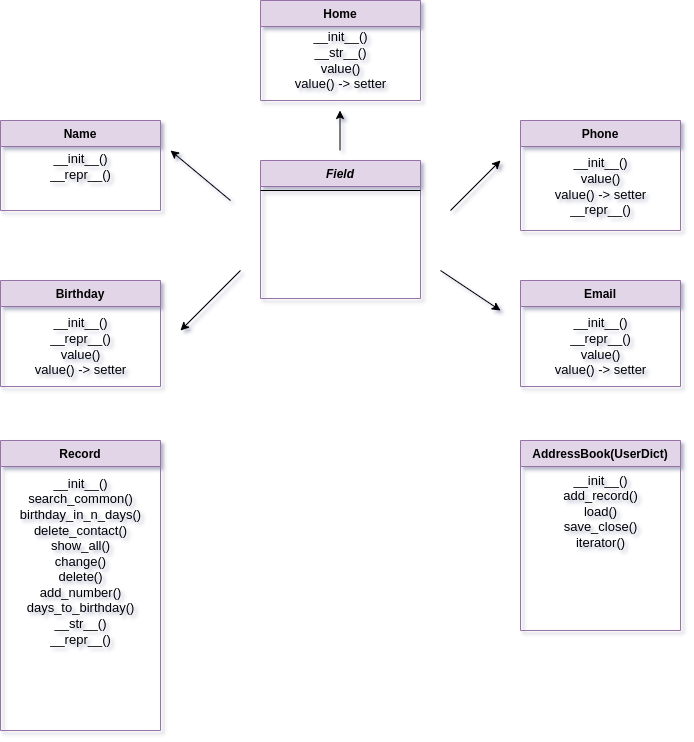 Home
__init__()
__str__()
value()
value() -> setter
Name
__init__()
__repr__()
Field
Phone
__init__()
value()
value() -> setter
__repr__()
Birthday
__init__()
__repr__()
value()
value() -> setter
Email
__init__()
__repr__()
value()
value() -> setter
Record
__init__()
search_common()
birthday_in_n_days()
delete_contact()
show_all()
change()
delete()
add_number()
days_to_birthday()
__str__()
__repr__()
AddressBook(UserDict)
__init__()
add_record()
load()
save_close()
iterator()